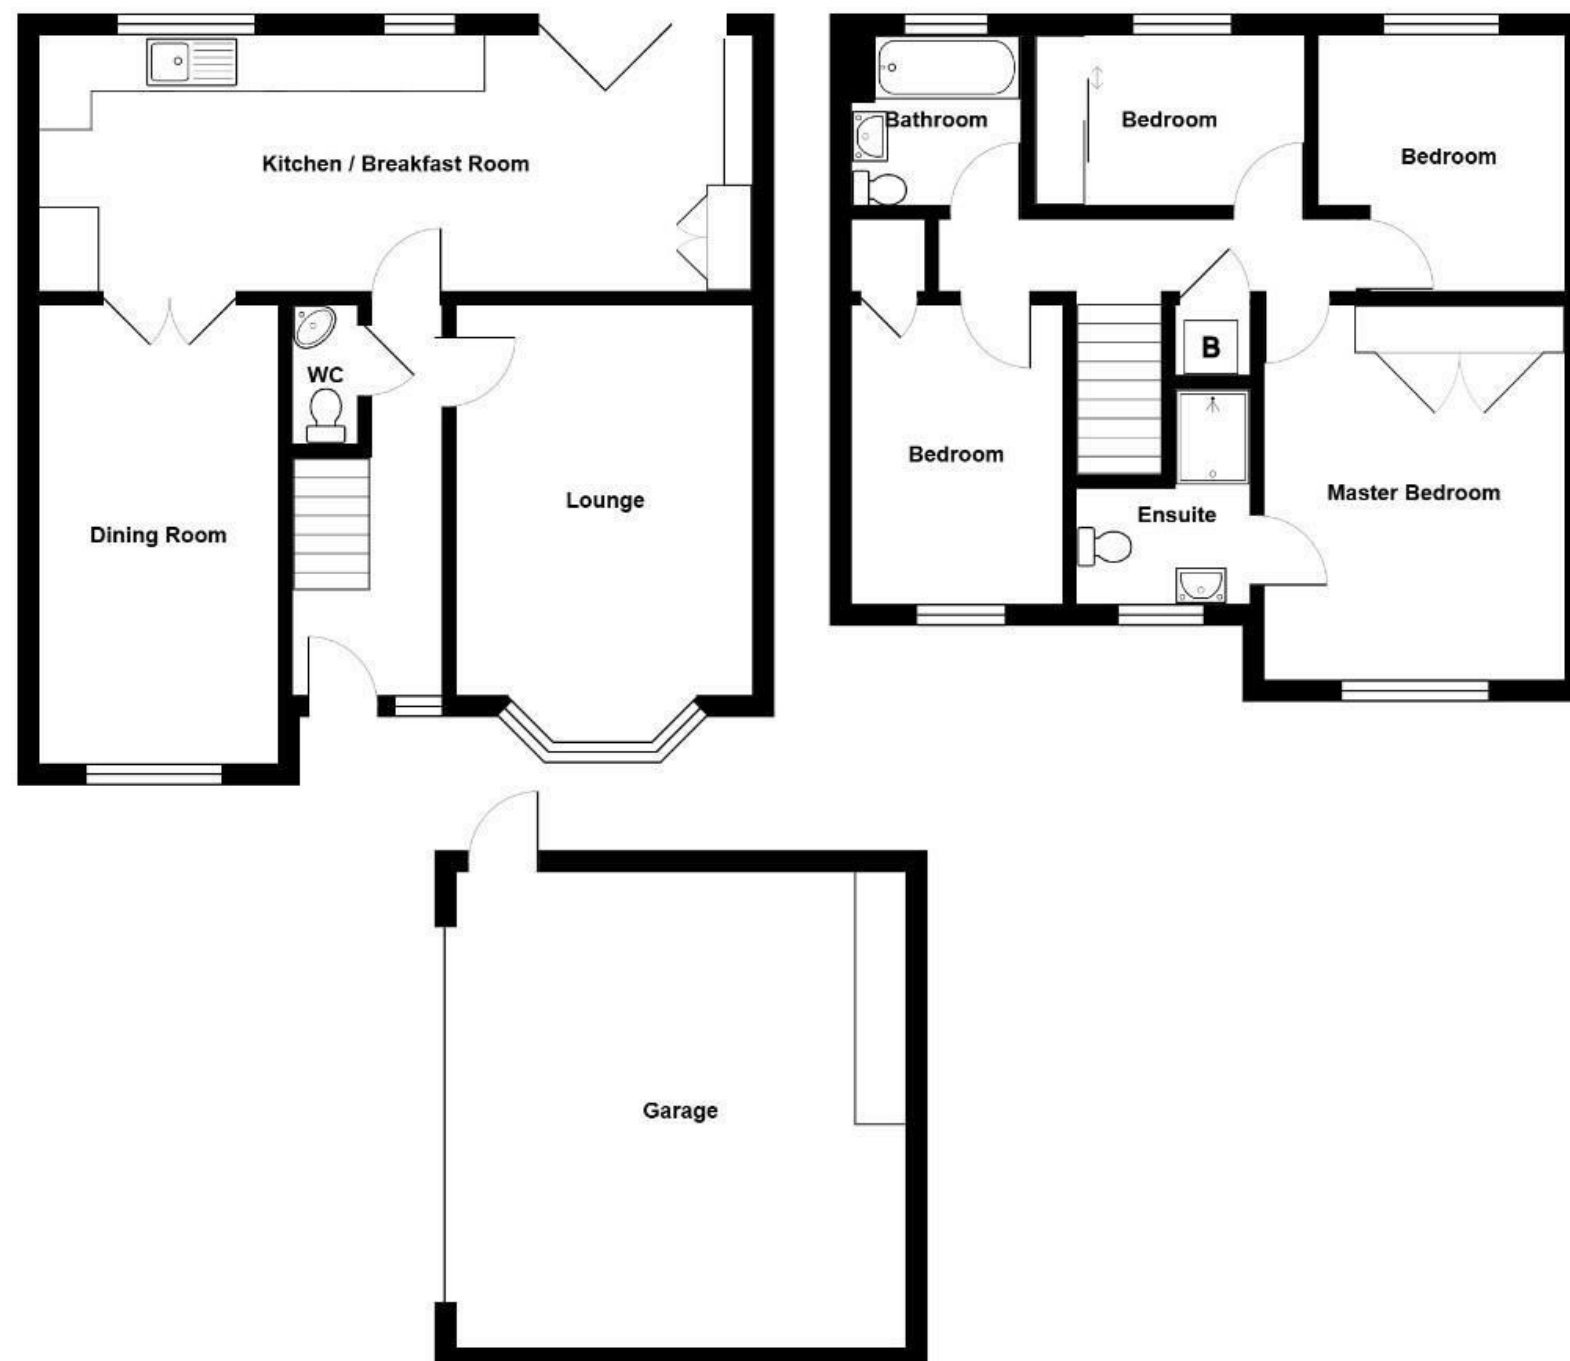 Kitchen / Breakfast Room
WC
Dining Room
Lounge
Bathroom
Bedroom
Bedroom
B
Bedroom
Master Bedroom
Ensuite
Garage